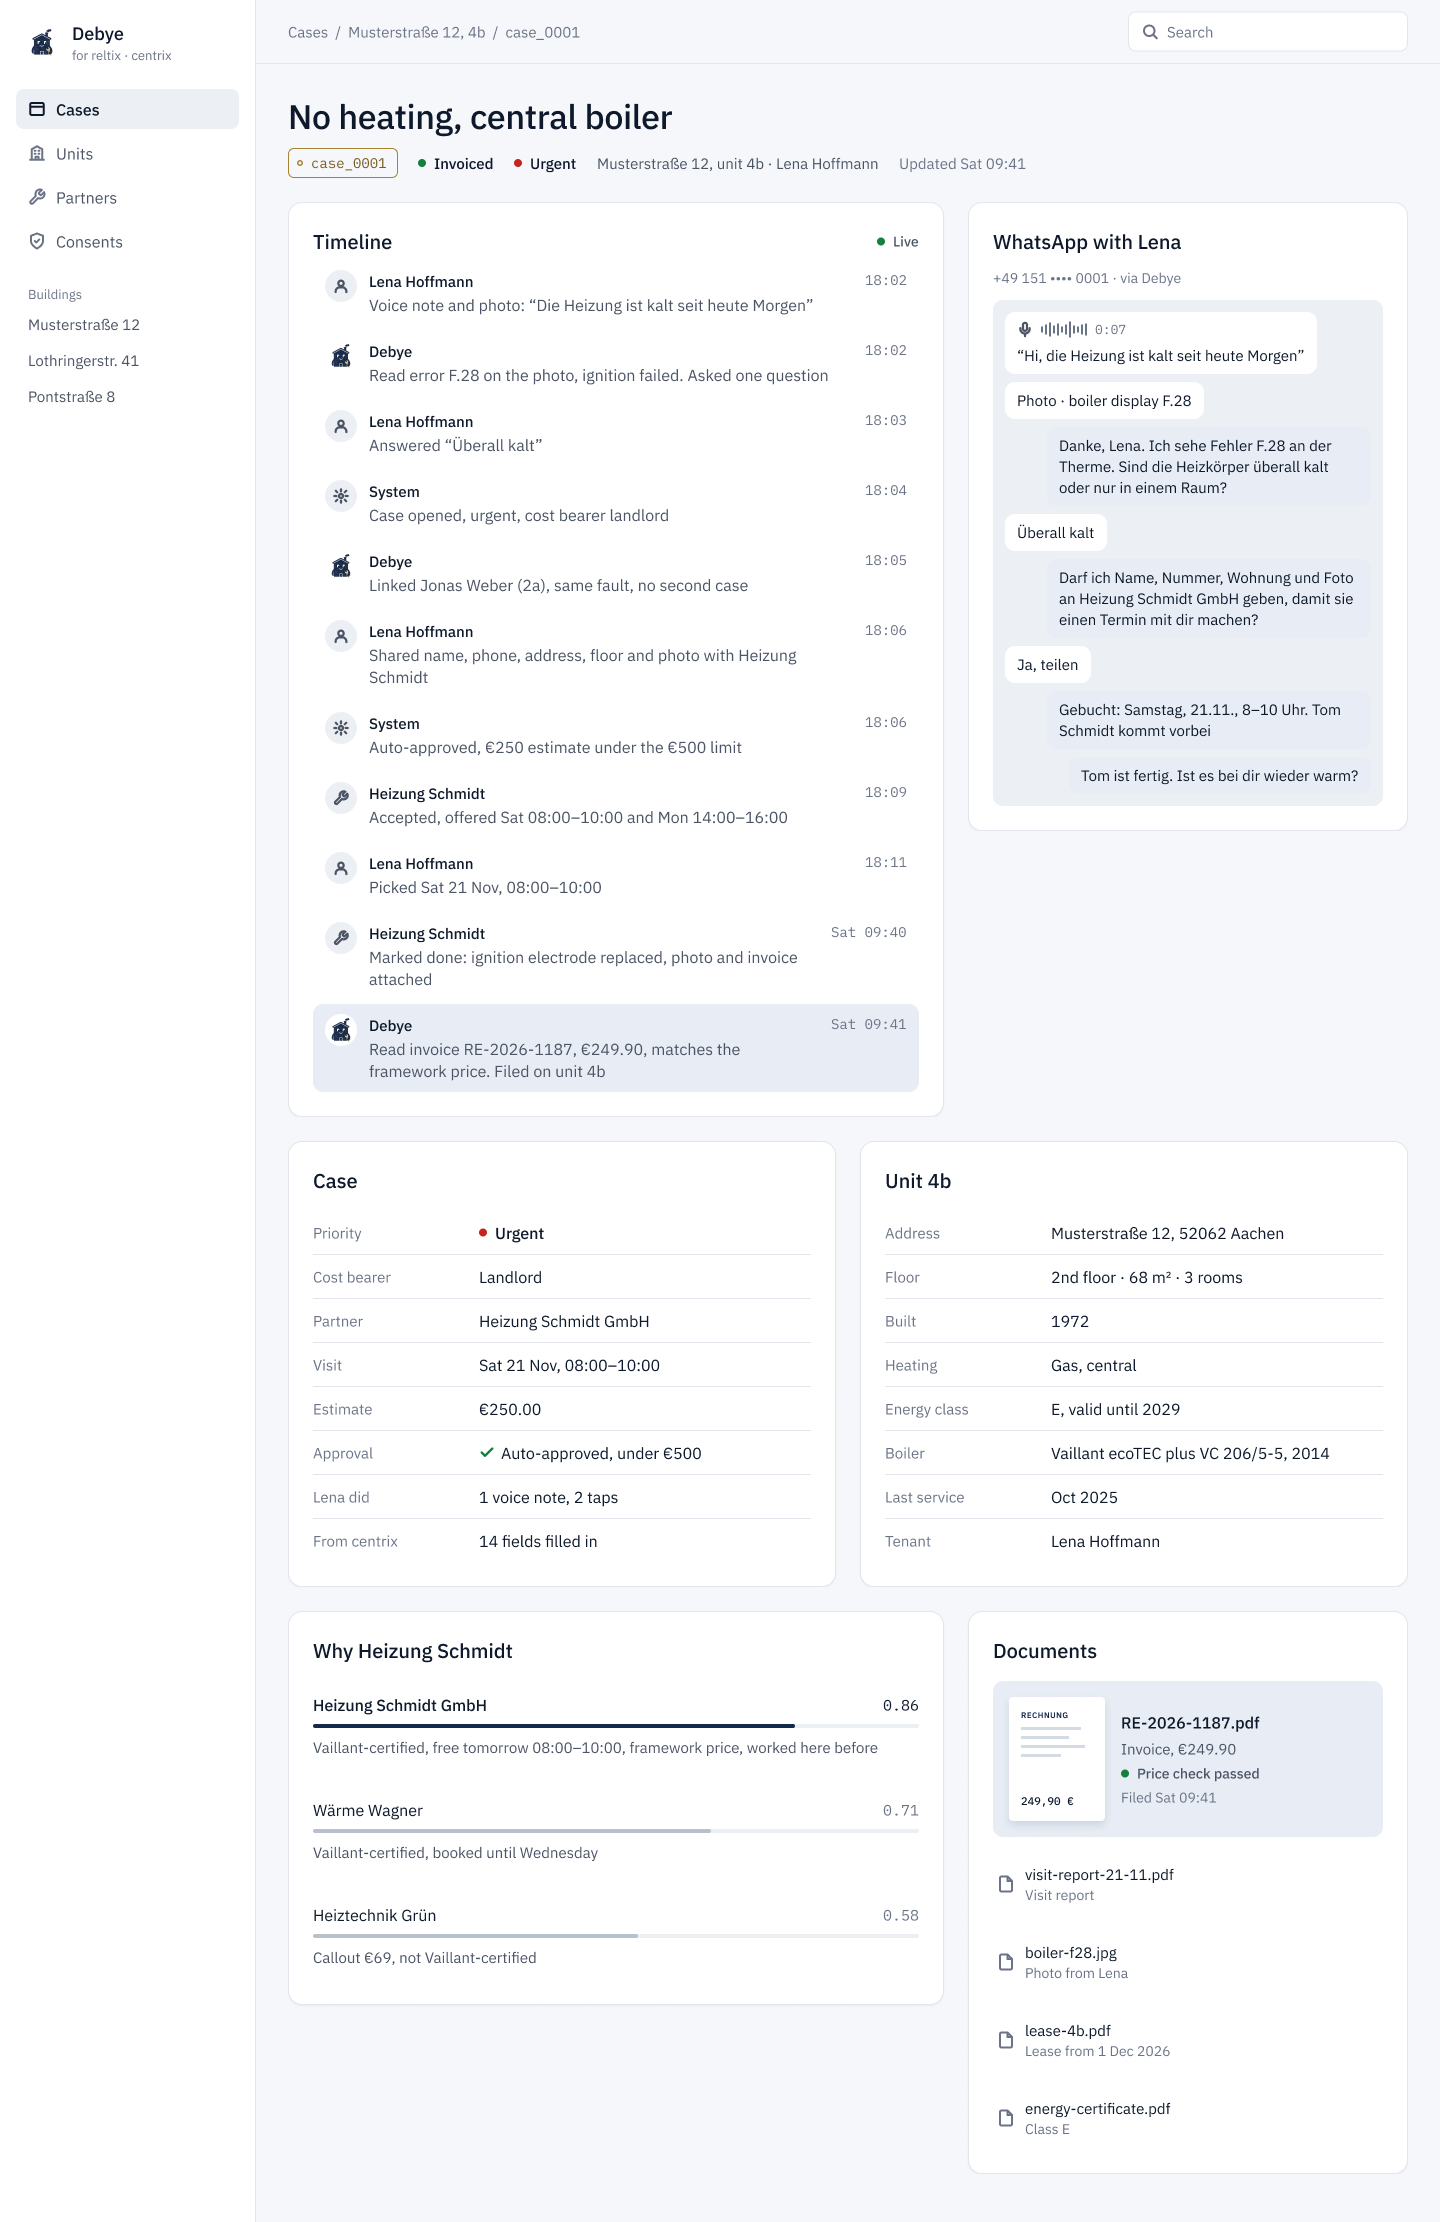 Debye
for reltix · centrix
Cases
Units
Partners
Consents
Buildings
Musterstraße 12
Lothringerstr. 41
Pontstraße 8
Cases / Musterstraße 12, 4b / case_0001
Search
No heating, central boiler
case_0001
Invoiced
Urgent
Musterstraße 12, unit 4b · Lena Hoffmann
Updated Sat 09:41
Timeline
Live
Lena Hoffmann
18:02
Voice note and photo: “Die Heizung ist kalt seit heute Morgen”
Debye
18:02
Read error F.28 on the photo, ignition failed. Asked one question
Lena Hoffmann
18:03
Answered “Überall kalt”
System
18:04
Case opened, urgent, cost bearer landlord
Debye
18:05
Linked Jonas Weber (2a), same fault, no second case
Lena Hoffmann
18:06
Shared name, phone, address, floor and photo with Heizung
Schmidt
System
18:06
Auto-approved, €250 estimate under the €500 limit
Heizung Schmidt
18:09
Accepted, offered Sat 08:00–10:00 and Mon 14:00–16:00
Lena Hoffmann
18:11
Picked Sat 21 Nov, 08:00–10:00
Heizung Schmidt
Sat 09:40
Marked done: ignition electrode replaced, photo and invoice
attached
Debye
Sat 09:41
Read invoice RE-2026-1187, €249.90, matches the
framework price. Filed on unit 4b
WhatsApp with Lena
+49 151 •••• 0001 · via Debye
0:07
“Hi, die Heizung ist kalt seit heute Morgen”
Photo · boiler display F.28
Danke, Lena. Ich sehe Fehler F.28 an der
Therme. Sind die Heizkörper überall kalt
oder nur in einem Raum?
Überall kalt
Darf ich Name, Nummer, Wohnung und Foto
an Heizung Schmidt GmbH geben, damit sie
einen Termin mit dir machen?
Ja, teilen
Gebucht: Samstag, 21.11., 8–10 Uhr. Tom
Schmidt kommt vorbei
Tom ist fertig. Ist es bei dir wieder warm?
Case
Priority
Urgent
Cost bearer
Landlord
Partner
Heizung Schmidt GmbH
Visit
Sat 21 Nov, 08:00–10:00
Estimate
€250.00
Approval
Auto-approved, under €500
Lena did
1 voice note, 2 taps
From centrix
14 fields filled in
Unit 4b
Address
Musterstraße 12, 52062 Aachen
Floor
2nd floor · 68 m² · 3 rooms
Built
1972
Heating
Gas, central
Energy class
E, valid until 2029
Boiler
Vaillant ecoTEC plus VC 206/5-5, 2014
Last service
Oct 2025
Tenant
Lena Hoffmann
Why Heizung Schmidt
Heizung Schmidt GmbH
0.86
Vaillant-certified, free tomorrow 08:00–10:00, framework price, worked here before
Wärme Wagner
0.71
Vaillant-certified, booked until Wednesday
Heiztechnik Grün
0.58
Callout €69, not Vaillant-certified
Documents
RECHNUNG
249,90 €
RE-2026-1187.pdf
Invoice, €249.90
Price check passed
Filed Sat 09:41
visit-report-21-11.pdf
Visit report
boiler-f28.jpg
Photo from Lena
lease-4b.pdf
Lease from 1 Dec 2026
energy-certificate.pdf
Class E